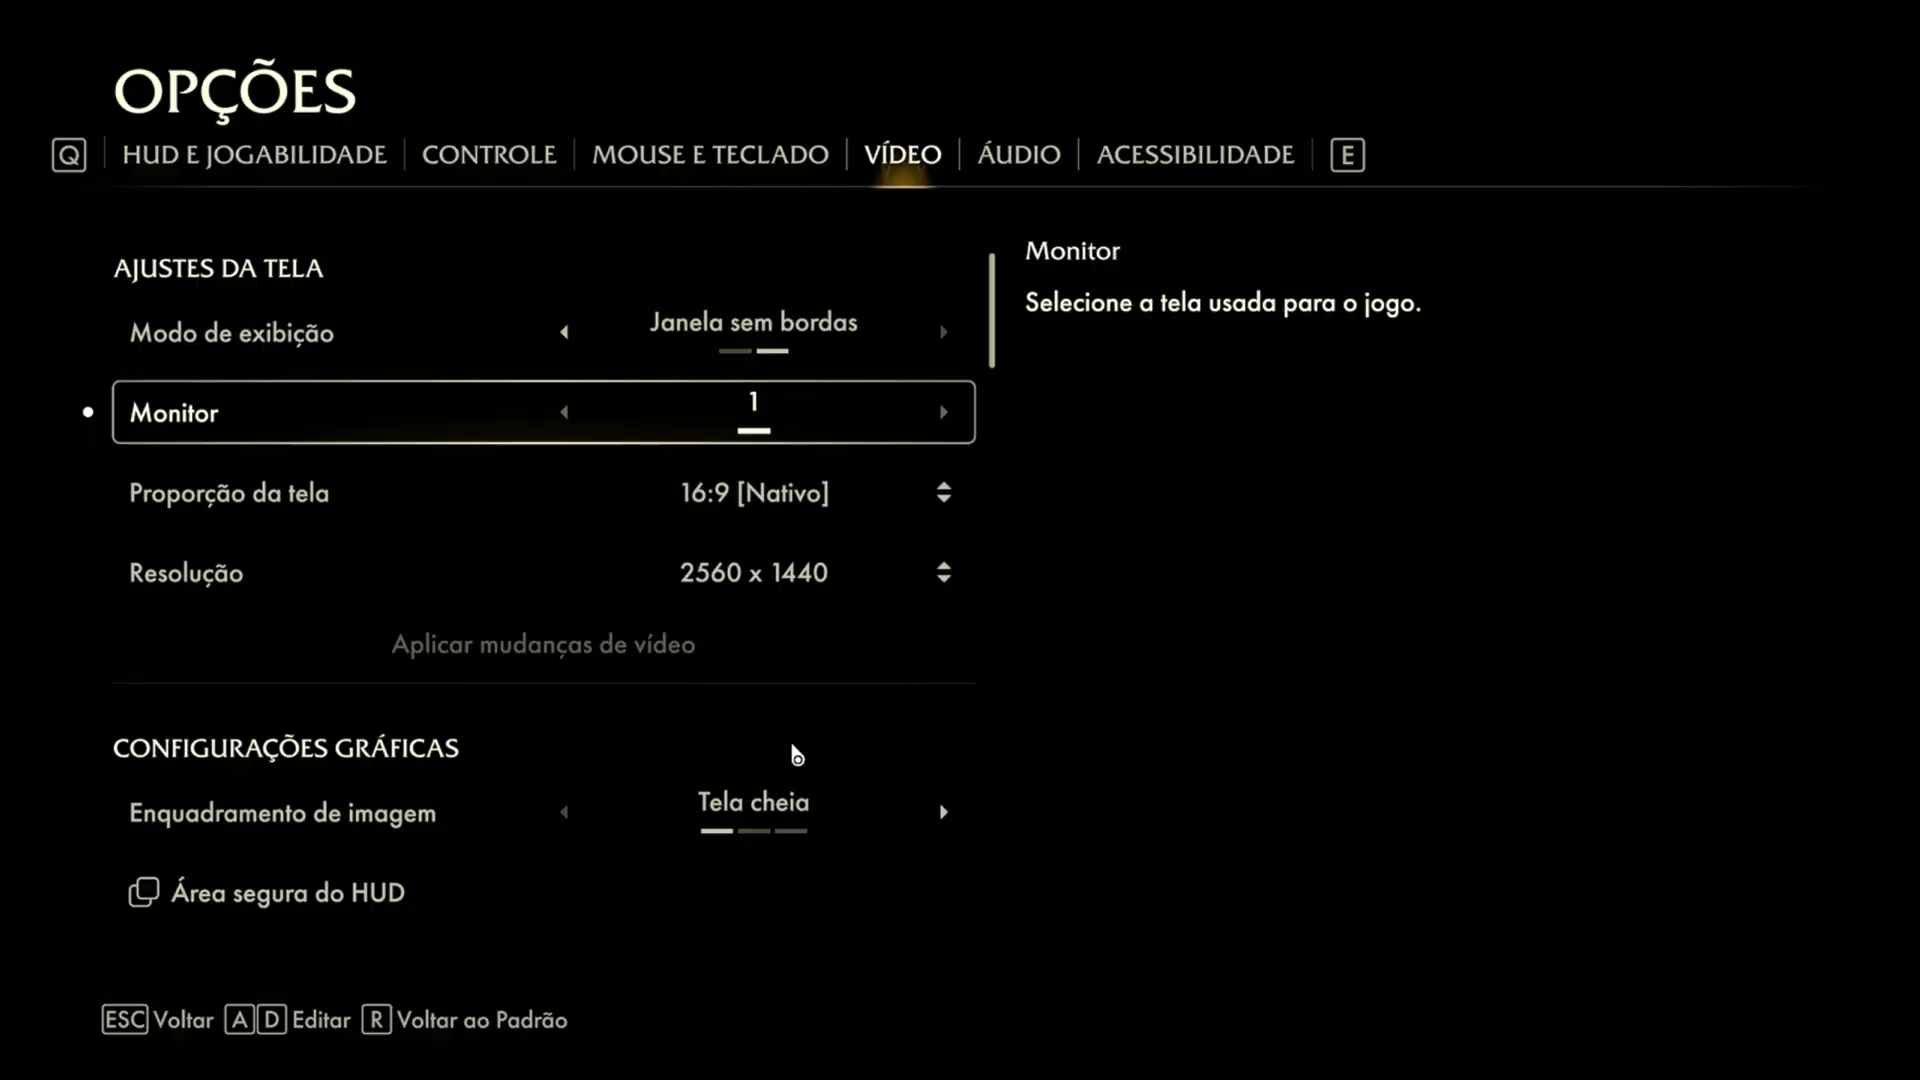 OPÇÕES
Q HUD E JOGABILIDADE CONTROLE MOUSE E TECLADO VÍDEO ÁUDIO ACESSIBILIDADE E
AJUSTES DA TELA
Modo de exibição Janela sem bordas
Monitor 1
Proporção da tela 16:9 [Nativo]
Resolução 2560 x 1440
Aplicar mudanças de vídeo
CONFIGURAÇÕES GRÁFICAS
Enquadramento de imagem Tela cheia
Área segura do HUD
Monitor
Selecione a tela usada para o jogo.
ESC Voltar A D Editar R Voltar ao Padrão